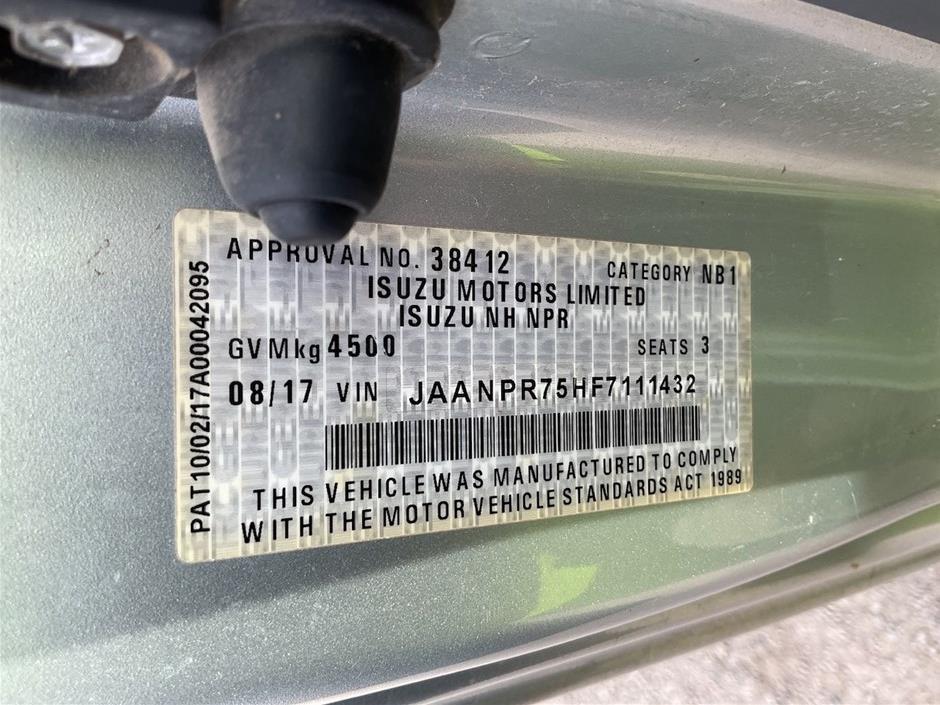 APPROVAL NO. 38412 CATEGORY NB1
ISUZU MOTORS LIMITED
ISUZU NH NPR
GVMkg 4500 SEATS 3
08/17 VIN JAANPR75HF7111432
THIS VEHICLE WAS MANUFACTURED TO COMPLY
WITH THE MOTOR VEHICLE STANDARDS ACT 1989
PAT10/02/17A00042095